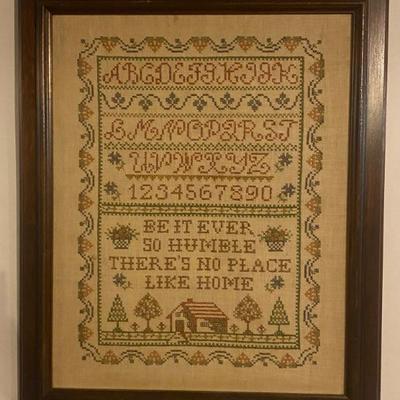 ABCDEFGHIJK
LMNOPQRST
UVWXYZ
1234567890
BE IT EVER
SO HUMBLE
THERE'S NO PLACE
LIKE HOME